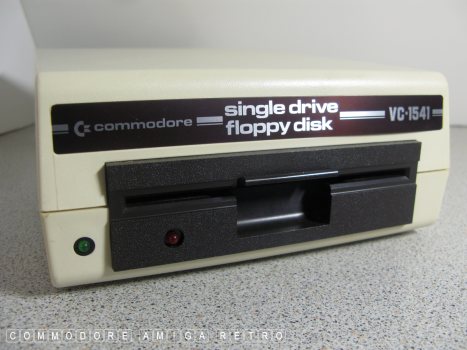 commodore
single drive
floppy disk
VC-1541
COMMODORE AMIGA RETRO